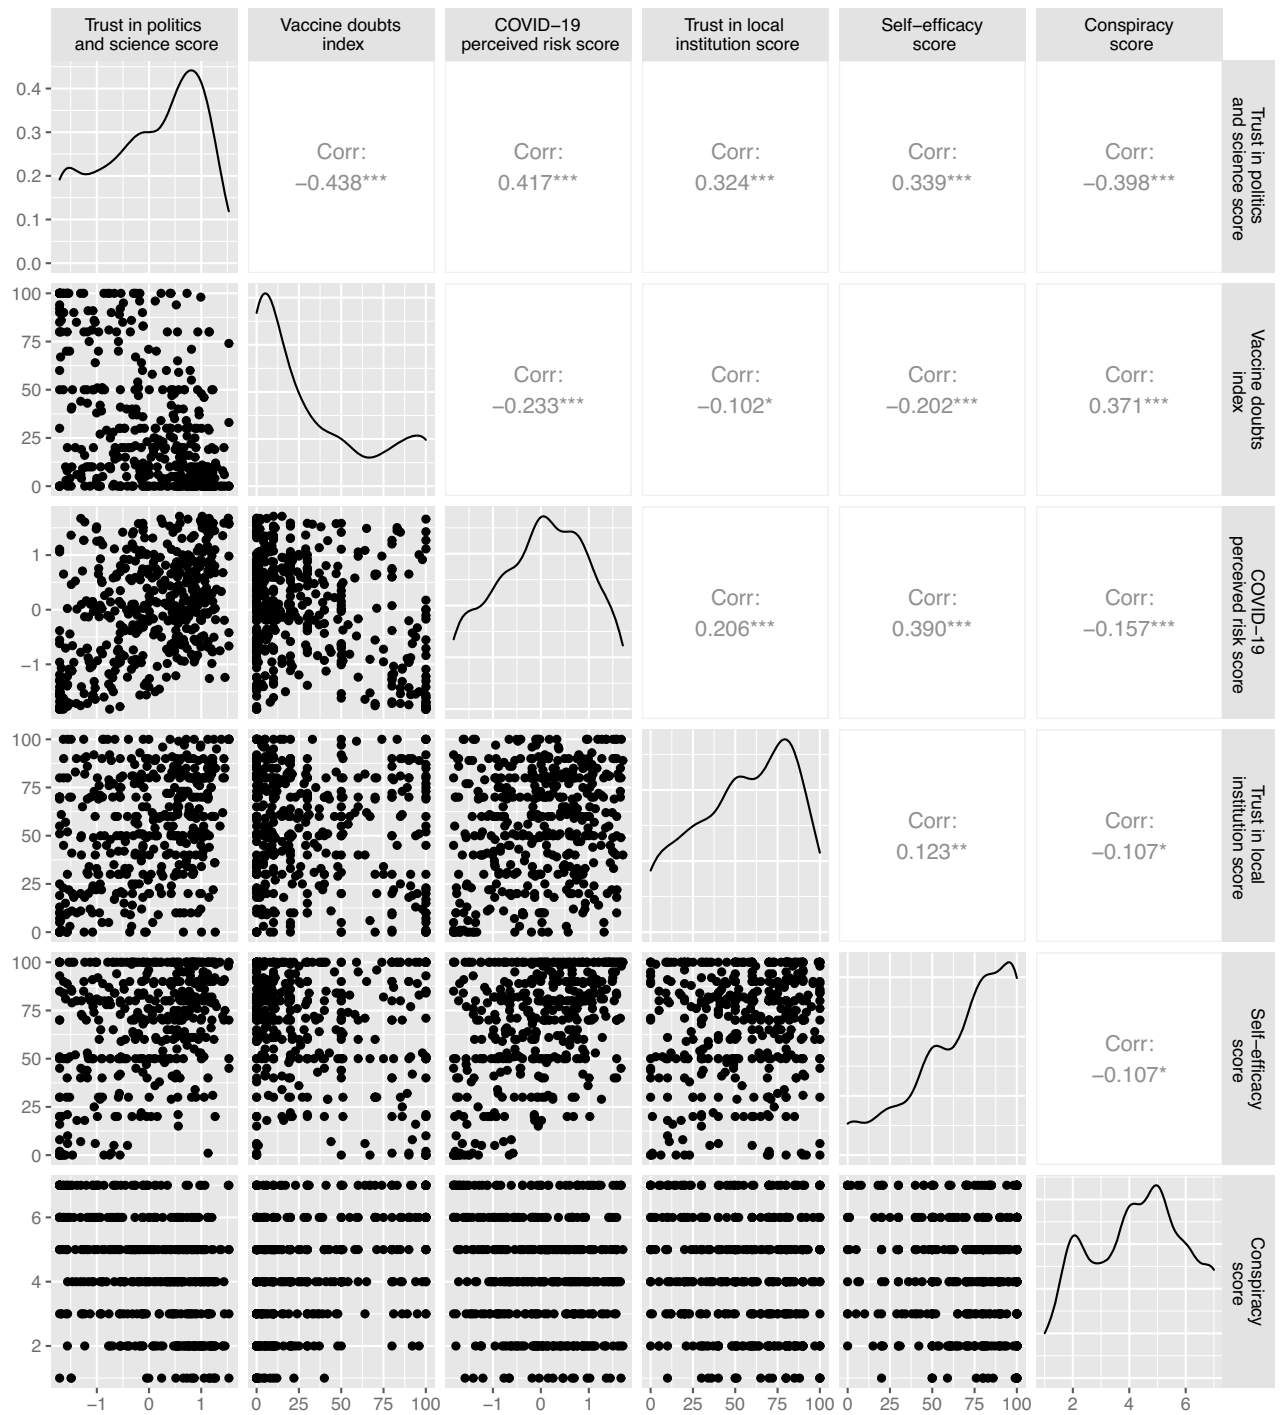 Trust in politics
and science score
Vaccine doubts
index
COVID−19
perceived risk score
Trust in local
institution score
Self−efficacy
score
Conspiracy
score
0.4
0.3
0.2
0.1
0.0
Corr:
−0.438***
Corr:
0.417***
Corr:
0.324***
Corr:
0.339***
Corr:
−0.398***
Trust in politics
and science score
100
75
50
25
0
Corr:
−0.233***
Corr:
−0.102*
Corr:
−0.202***
Corr:
0.371***
Vaccine doubts
index
1
0
−1
Corr:
0.206***
Corr:
0.390***
Corr:
−0.157***
COVID−19
perceived risk score
100
75
50
25
0
Corr:
0.123**
Corr:
−0.107*
Trust in local
institution score
100
75
50
25
0
Corr:
−0.107*
Self−efficacy
score
6
4
2
Conspiracy
score
−1 0 1
0 25 50 75 100
−1 0 1
0 25 50 75 100
0 25 50 75 100
2 4 6